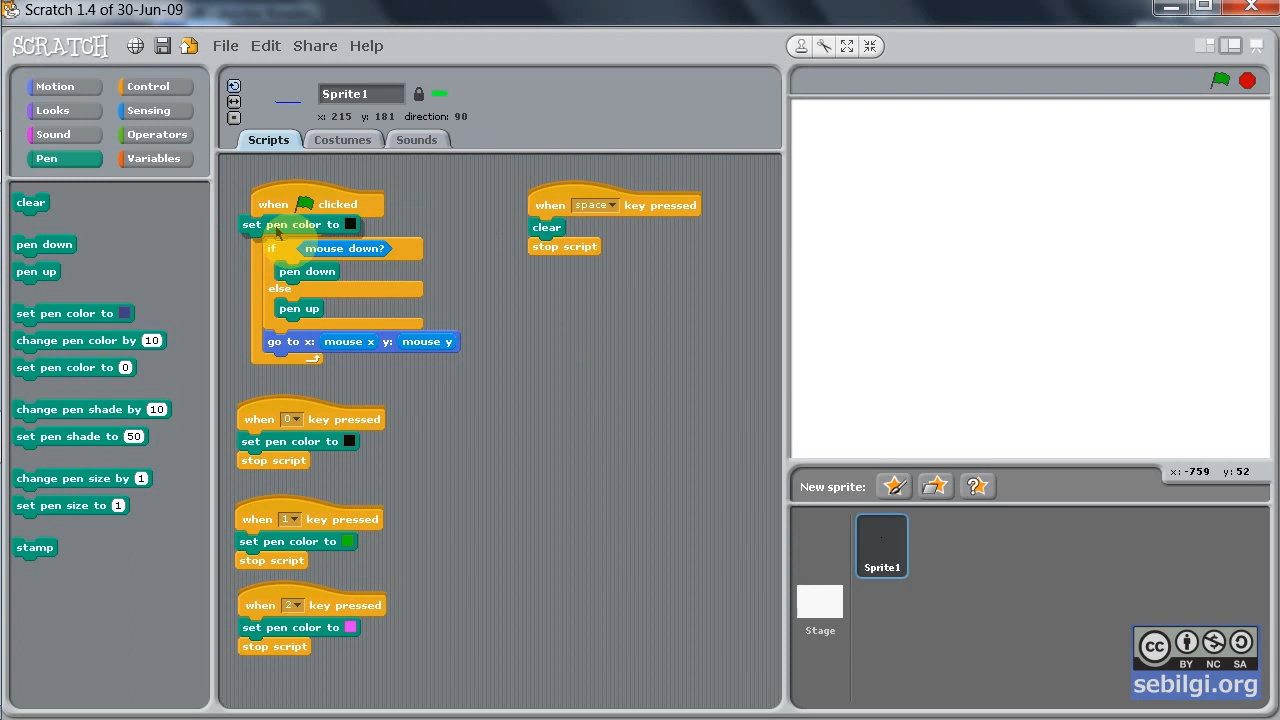 Scratch 1.4 of 30-Jun-09
SCRATCH
File Edit Share Help
Motion Control
Looks Sensing
Sound Operators
Pen Variables
clear
pen down
pen up
set pen color to
change pen color by 10
set pen color to 0
change pen shade by 10
set pen shade to 50
change pen size by 1
set pen size to 1
stamp
Sprite1
x: 215 y: 181 direction: 90
Scripts Costumes Sounds
when clicked
set pen color to
if mouse down?
pen down
else
pen up
go to x: mouse x y: mouse y
when 0 key pressed
set pen color to
stop script
when 1 key pressed
set pen color to
stop script
when 2 key pressed
set pen color to
stop script
when space key pressed
clear
stop script
x: -759 y: 52
New sprite:
Sprite1
Stage
cc
BY NC SA
sebilgi.org